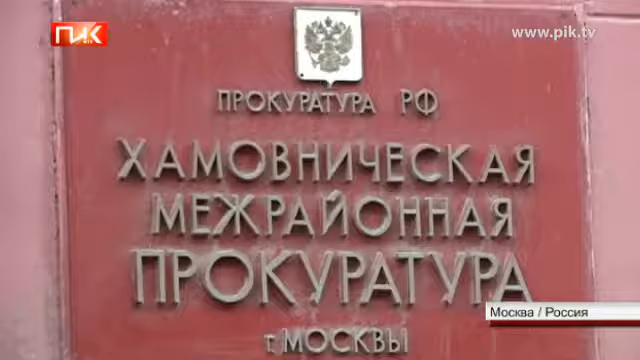 ПИК
www.pik.tv
ПРОКУРАТУРА РФ
ХАМОВНИЧЕСКАЯ
МЕЖРАЙОННАЯ
ПРОКУРАТУРА
г. МОСКВЫ
Москва / Россия